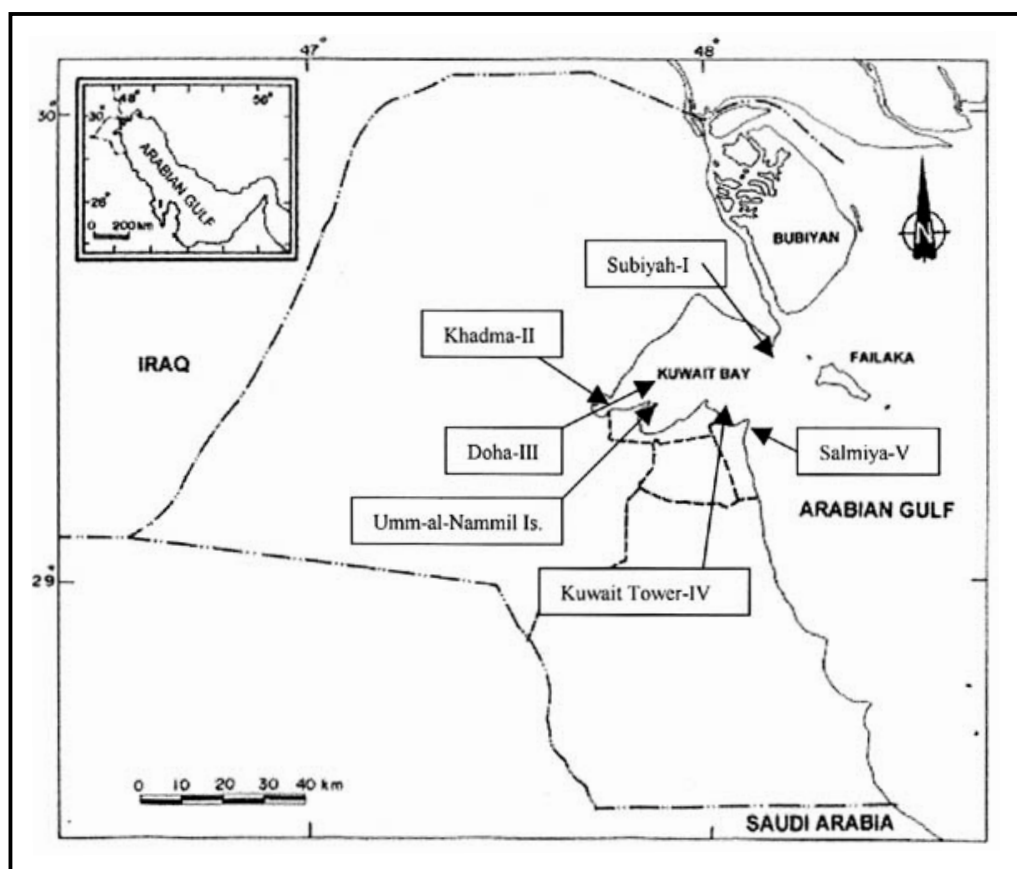 47°
48°
30°
48°
56°
30°
ARABIAN GULF
26°
0 200 km
N
BUBIYAN
Subiyah-I
Khadma-II
IRAQ
FAILAKA
KUWAIT BAY
Doha-III
Salmiya-V
Umm-al-Nammil Is.
ARABIAN GULF
29°
Kuwait Tower-IV
0 10 20 30 40 km
SAUDI ARABIA